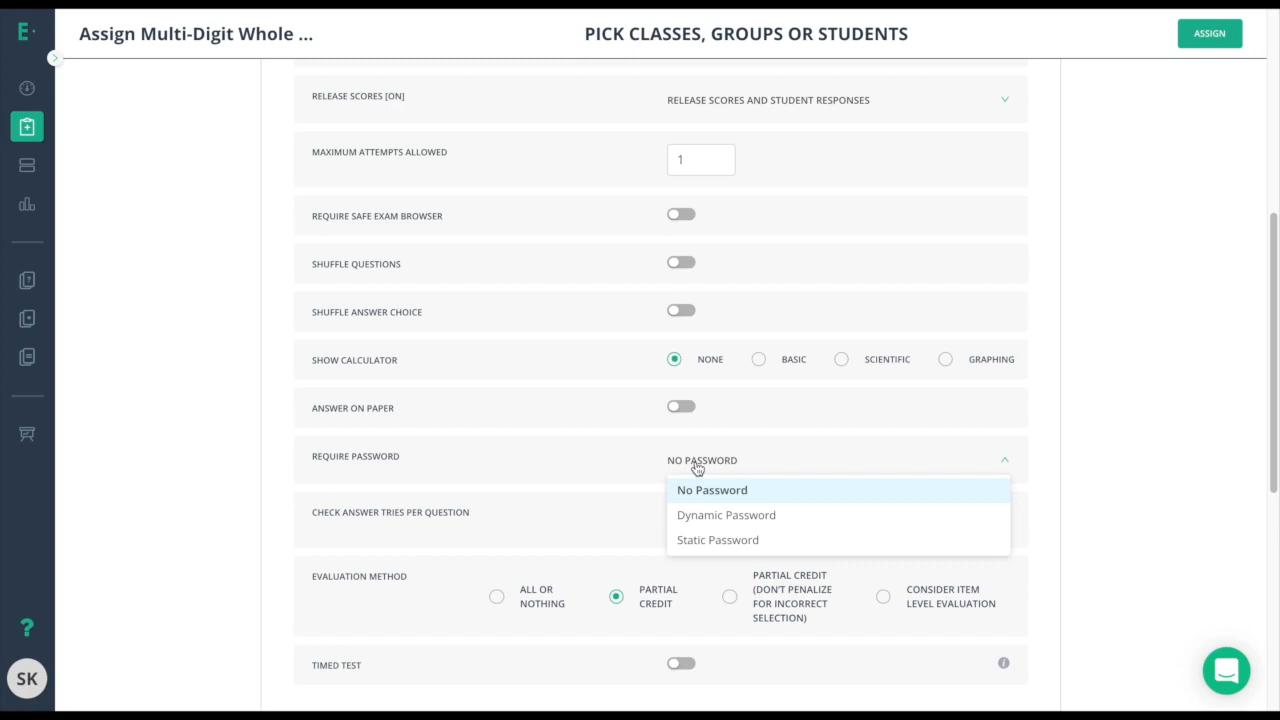 E·
Assign Multi-Digit Whole ...
PICK CLASSES, GROUPS OR STUDENTS
ASSIGN
RELEASE SCORES [ON]
RELEASE SCORES AND STUDENT RESPONSES
MAXIMUM ATTEMPTS ALLOWED
1
REQUIRE SAFE EXAM BROWSER
SHUFFLE QUESTIONS
SHUFFLE ANSWER CHOICE
SHOW CALCULATOR
NONE
BASIC
SCIENTIFIC
GRAPHING
ANSWER ON PAPER
REQUIRE PASSWORD
NO PASSWORD
No Password
Dynamic Password
Static Password
CHECK ANSWER TRIES PER QUESTION
EVALUATION METHOD
ALL OR
NOTHING
PARTIAL
CREDIT
PARTIAL CREDIT
(DON'T PENALIZE
FOR INCORRECT
SELECTION)
CONSIDER ITEM
LEVEL EVALUATION
TIMED TEST
?
SK